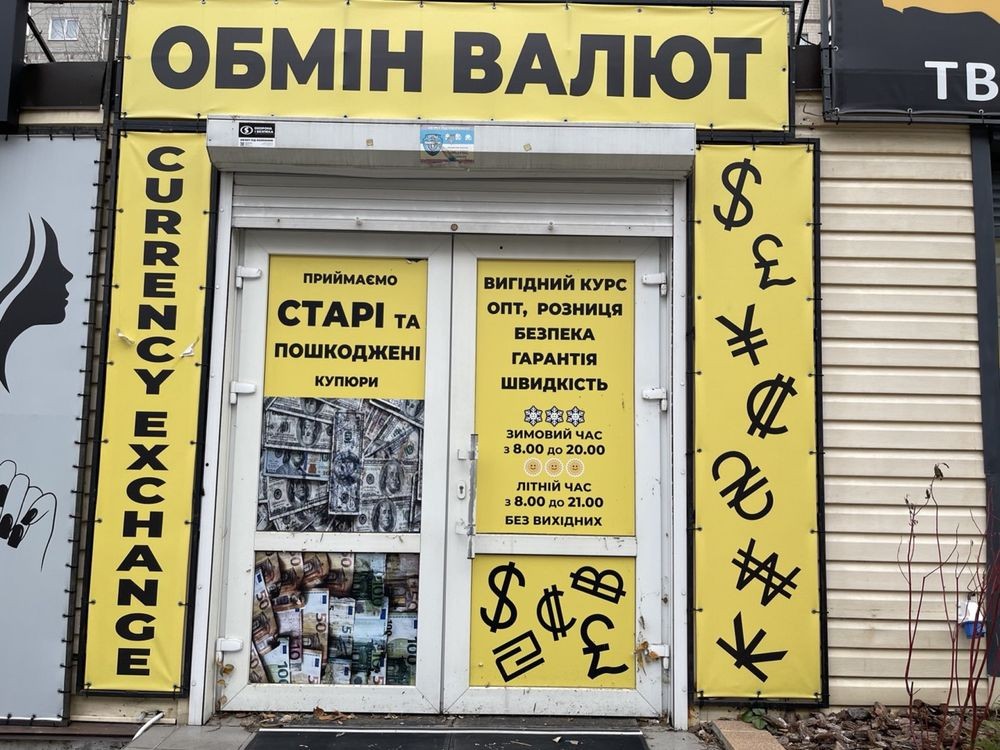 ОБМІН ВАЛЮТ
ТВ
CURRENCY EXCHANGE
ПРИЙМАЄМО
СТАРІ ТА
ПОШКОДЖЕНІ
КУПЮРИ
ВИГІДНИЙ КУРС
ОПТ, РОЗНИЦЯ
БЕЗПЕКА
ГАРАНТІЯ
ШВИДКІСТЬ
ЗИМОВИЙ ЧАС
з 8.00 до 20.00
ЛІТНІЙ ЧАС
з 8.00 до 21.00
БЕЗ ВИХІДНИХ